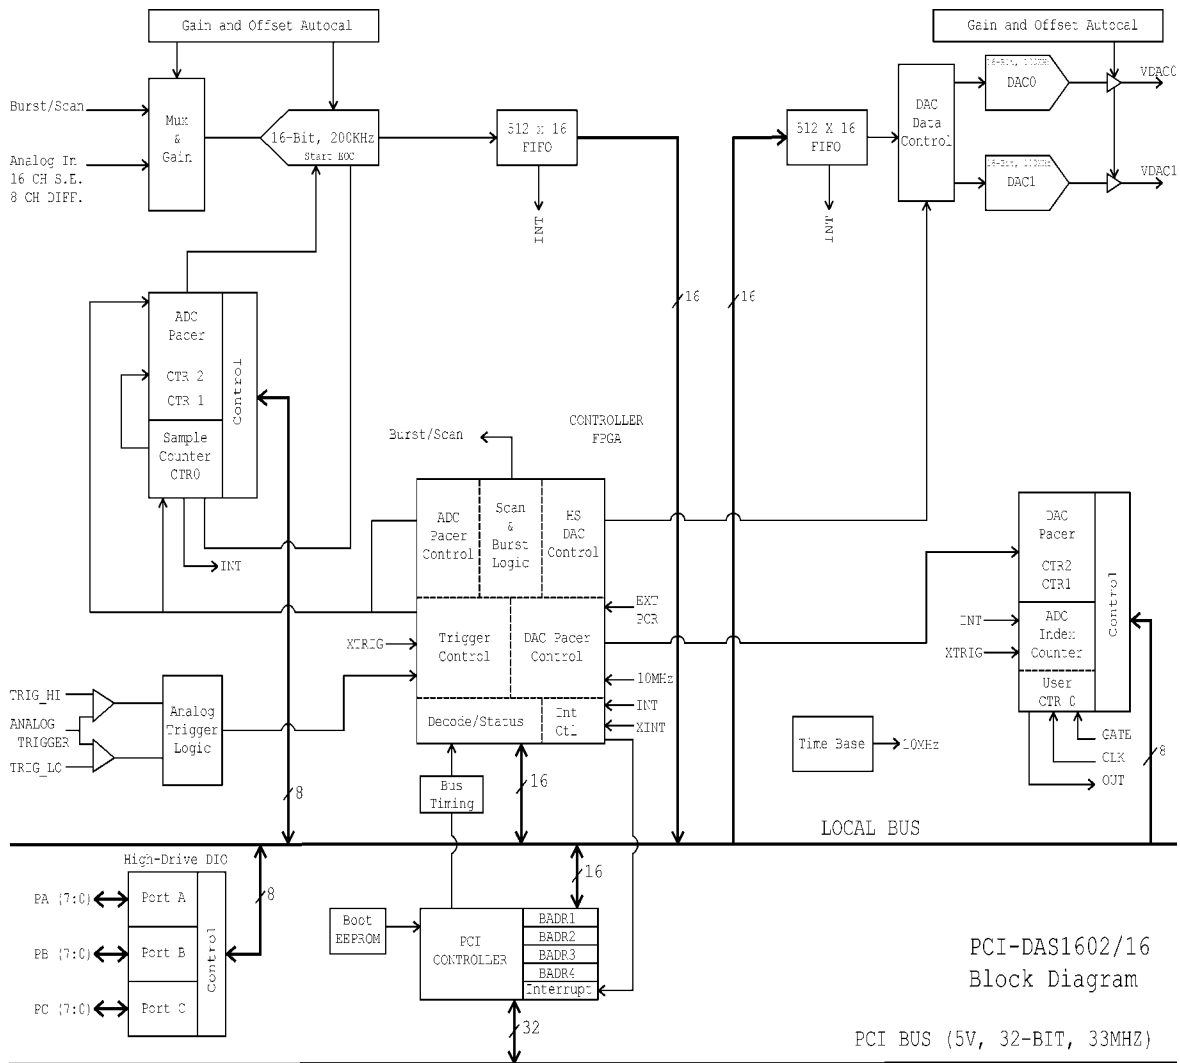 Gain and Offset Autocal
Gain and Offset Autocal
Burst/Scan
Mux
&
Gain
Analog In
16 CH S.E.
8 CH DIFF.
16-Bit, 200KHz
Start EOC
512 x 16
FIFO
INT
512 X 16
FIFO
INT
DAC
Data
Control
DAC0
VDAC0
DAC1
VDAC1
16
16
ADC
Pacer
CTR 2
CTR 1
Control
Sample
Counter
CTR0
INT
Burst/Scan
CONTROLLER
FPGA
ADC
Pacer
Control
Scan
&
Burst
Logic
HS
DAC
Control
EXT
PCR
XTRIG
Trigger
Control
DAC Pacer
Control
10MHz
INT
XINT
Decode/Status
Int
Ctl
DAC
Pacer
CTR2
CTR1
Control
INT
XTRIG
ADC
Index
Counter
User
CTR 0
GATE
CLK
OUT
8
TRIG_HI
ANALOG
TRIGGER
TRIG_LO
Analog
Trigger
Logic
8
Bus
Timing
16
Time Base
10MHz
LOCAL BUS
High-Drive DIO
PA (7:0)
Port A
PB (7:0)
Port B
PC (7:0)
Port C
Control
8
Boot
EEPROM
PCI
CONTROLLER
16
BADR1
BADR2
BADR3
BADR4
Interrupt
32
PCI-DAS1602/16
Block Diagram
PCI BUS (5V, 32-BIT, 33MHZ)